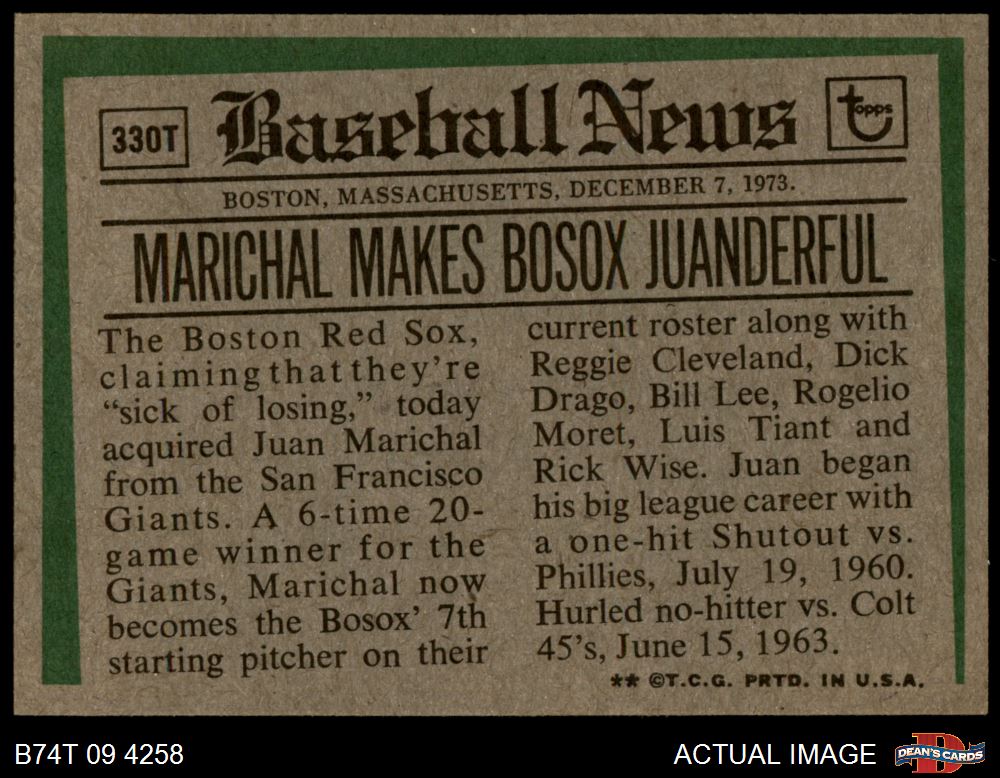 330T
Baseball News
topps
BOSTON, MASSACHUSETTS, DECEMBER 7, 1973.
MARICHAL MAKES BOSOX JUANDERFUL
The Boston Red Sox,
claiming that they're
"sick of losing," today
acquired Juan Marichal
from the San Francisco
Giants. A 6-time 20-
game winner for the
Giants, Marichal now
becomes the Bosox' 7th
starting pitcher on their
current roster along with
Reggie Cleveland, Dick
Drago, Bill Lee, Rogelio
Moret, Luis Tiant and
Rick Wise. Juan began
his big league career with
a one-hit Shutout vs.
Phillies, July 19, 1960.
Hurled no-hitter vs. Colt
45's, June 15, 1963.
** ©T.C.G. PRTD. IN U.S.A.
B74T 09 4258
ACTUAL IMAGE
D
DEAN'S CARDS